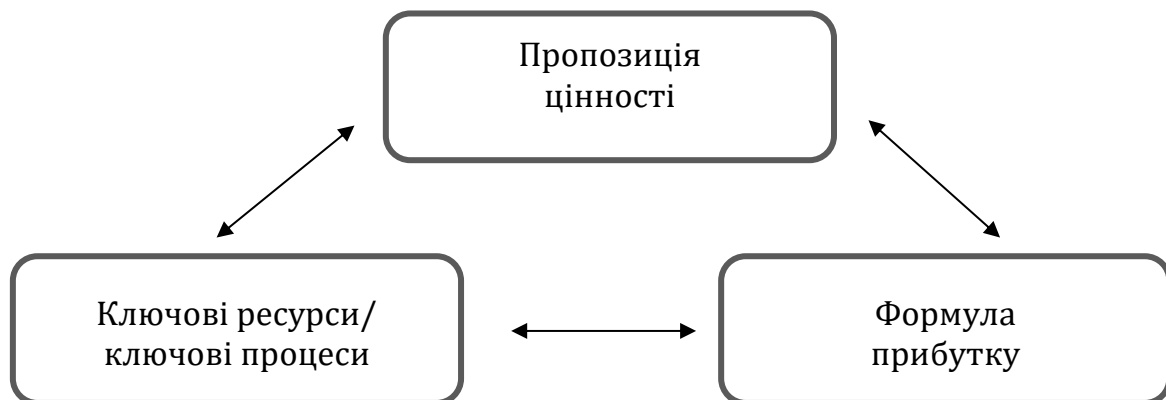 Пропозиція
цінності
Ключові ресурси/
ключові процеси
Формула
прибутку